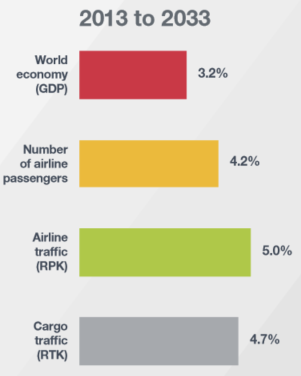 2013 to 2033
World
economy
(GDP)
3.2%
Number
of airline
passengers
4.2%
Airline
traffic
(RPK)
5.0%
Cargo
traffic
(RTK)
4.7%